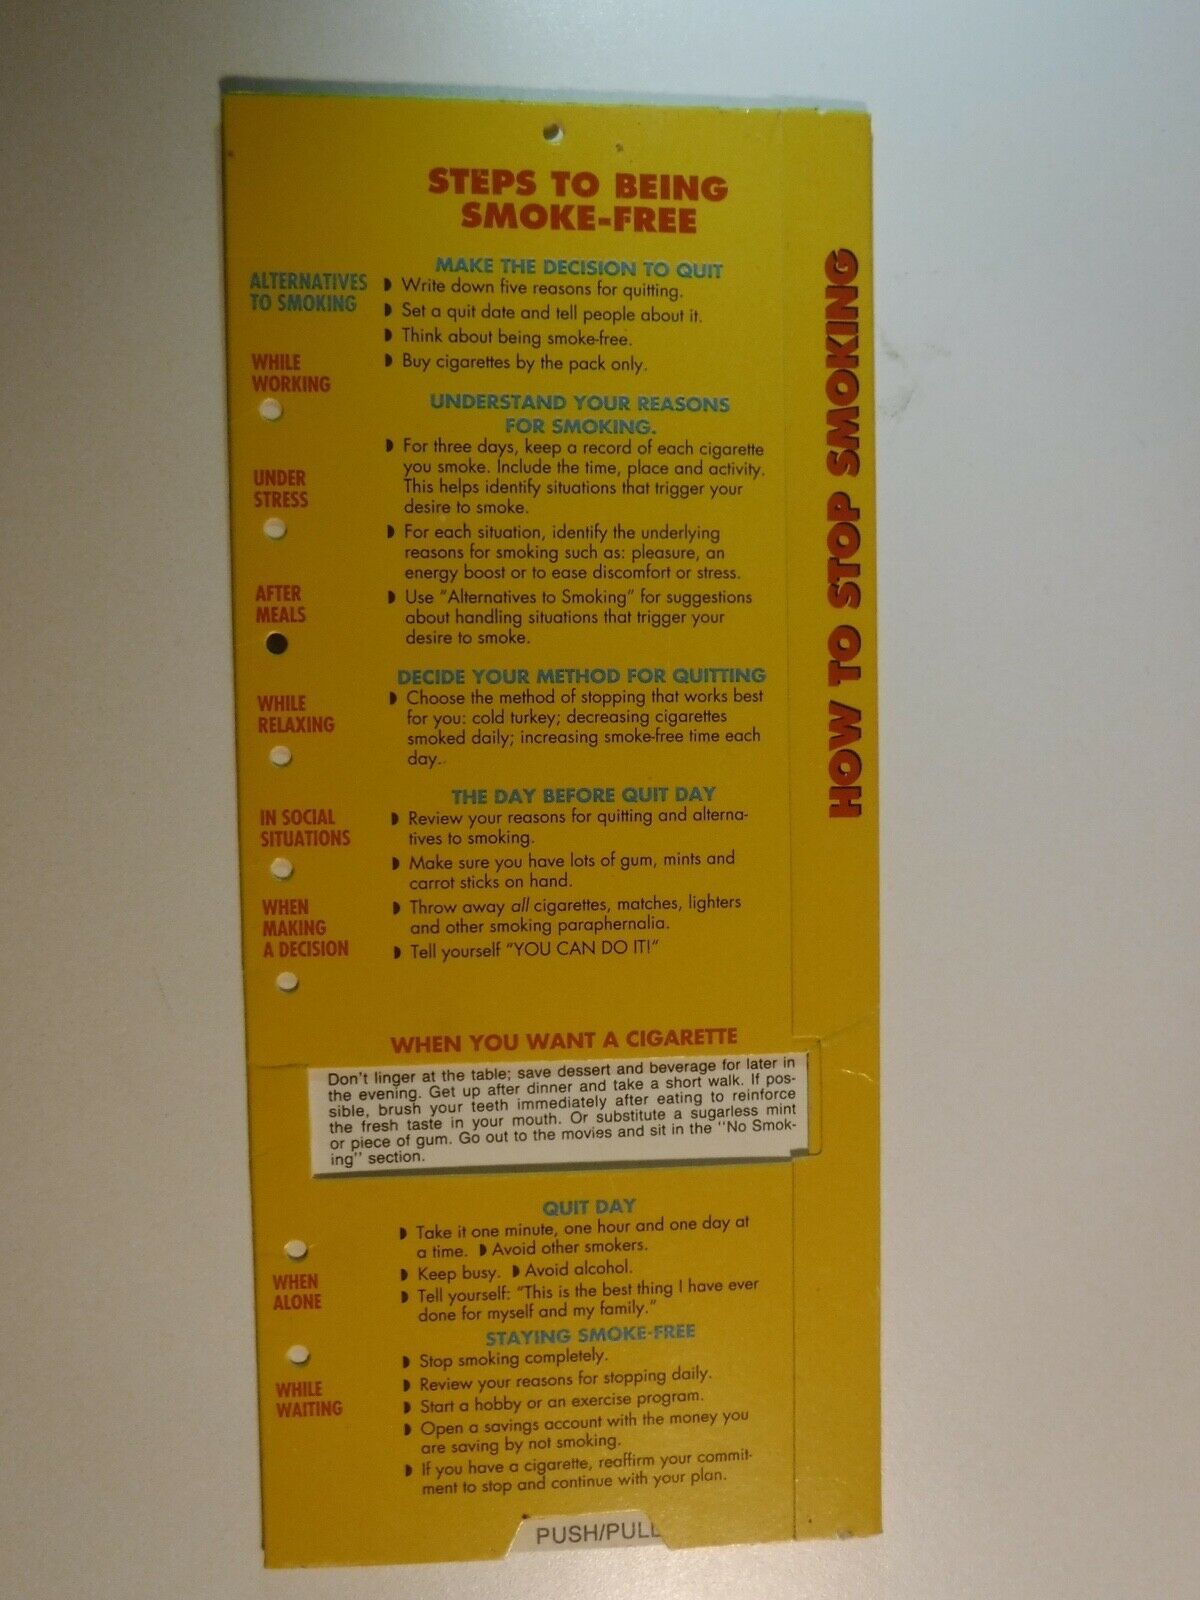 STEPS TO BEING
SMOKE-FREE
MAKE THE DECISION TO QUIT
◗ Write down five reasons for quitting.
◗ Set a quit date and tell people about it.
◗ Think about being smoke-free.
◗ Buy cigarettes by the pack only.
UNDERSTAND YOUR REASONS
FOR SMOKING.
◗ For three days, keep a record of each cigarette
you smoke. Include the time, place and activity.
This helps identify situations that trigger your
desire to smoke.
◗ For each situation, identify the underlying
reasons for smoking such as: pleasure, an
energy boost or to ease discomfort or stress.
◗ Use "Alternatives to Smoking" for suggestions
about handling situations that trigger your
desire to smoke.
DECIDE YOUR METHOD FOR QUITTING
◗ Choose the method of stopping that works best
for you: cold turkey; decreasing cigarettes
smoked daily; increasing smoke-free time each
day..
THE DAY BEFORE QUIT DAY
◗ Review your reasons for quitting and alterna-
tives to smoking.
◗ Make sure you have lots of gum, mints and
carrot sticks on hand.
◗ Throw away all cigarettes, matches, lighters
and other smoking paraphernalia.
◗ Tell yourself "YOU CAN DO IT!"
ALTERNATIVES
TO SMOKING
WHILE
WORKING
UNDER
STRESS
AFTER
MEALS
WHILE
RELAXING
IN SOCIAL
SITUATIONS
WHEN
MAKING
A DECISION
WHEN YOU WANT A CIGARETTE
Don't linger at the table; save dessert and beverage for later in
the evening. Get up after dinner and take a short walk. If pos-
sible, brush your teeth immediately after eating to reinforce
the fresh taste in your mouth. Or substitute a sugarless mint
or piece of gum. Go out to the movies and sit in the "No Smok-
ing" section.
WHEN
ALONE
WHILE
WAITING
QUIT DAY
◗ Take it one minute, one hour and one day at
a time. ◗ Avoid other smokers.
◗ Keep busy. ◗ Avoid alcohol.
◗ Tell yourself: "This is the best thing I have ever
done for myself and my family."
STAYING SMOKE-FREE
◗ Stop smoking completely.
◗ Review your reasons for stopping daily.
◗ Start a hobby or an exercise program.
◗ Open a savings account with the money you
are saving by not smoking.
◗ If you have a cigarette, reaffirm your commit-
ment to stop and continue with your plan.
PUSH/PULL
HOW TO STOP SMOKING